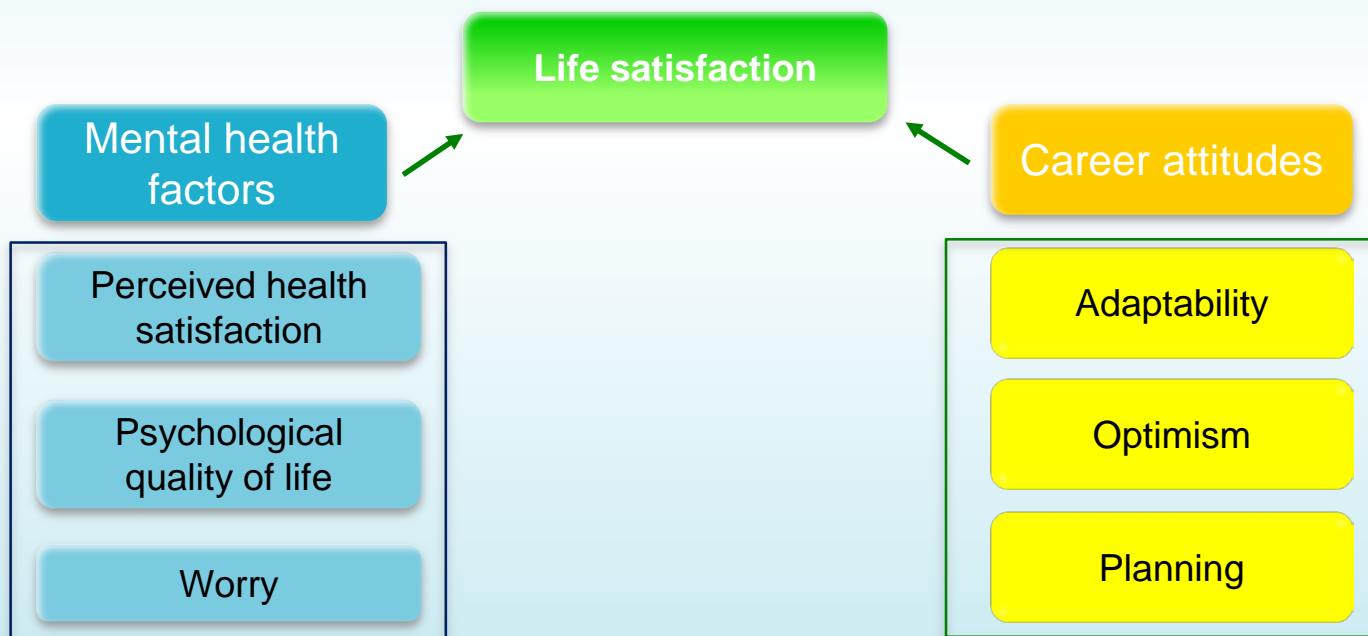 Life satisfaction
Mental health
factors
Perceived health
satisfaction
Psychological
quality of life
Worry
Career attitudes
Adaptability
Optimism
Planning